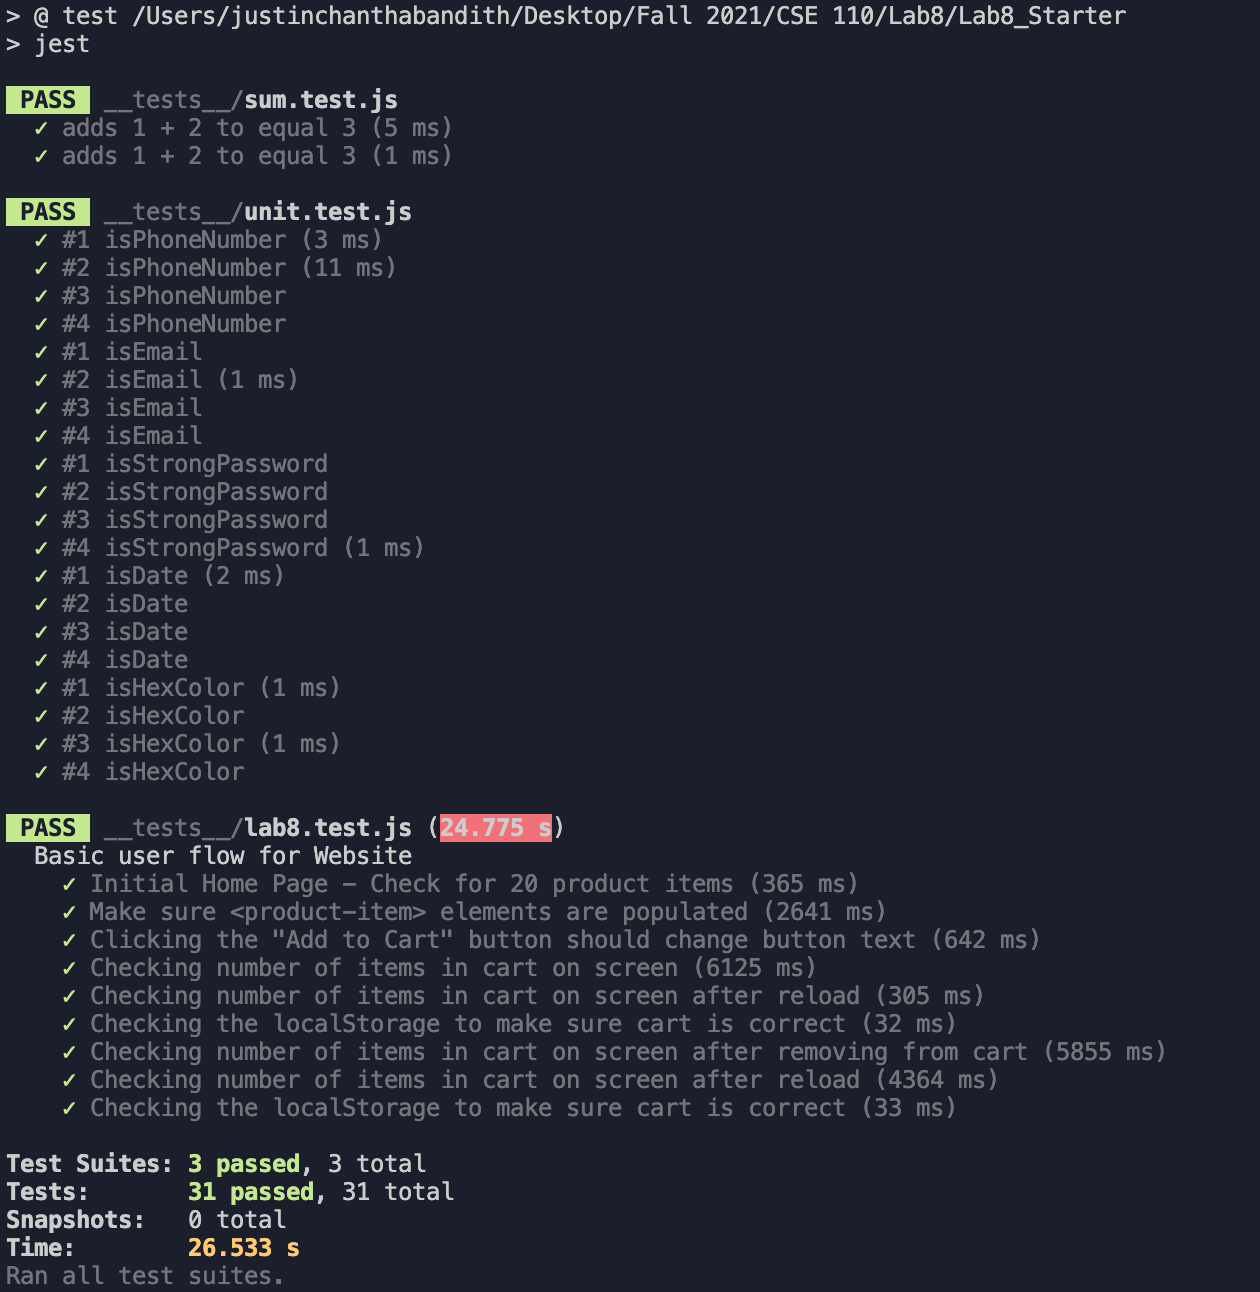 > @ test /Users/justinchanthabandith/Desktop/Fall 2021/CSE 110/Lab8/Lab8_Starter
> jest
PASS __tests__/sum.test.js
✓ adds 1 + 2 to equal 3 (5 ms)
✓ adds 1 + 2 to equal 3 (1 ms)
PASS __tests__/unit.test.js
✓ #1 isPhoneNumber (3 ms)
✓ #2 isPhoneNumber (11 ms)
✓ #3 isPhoneNumber
✓ #4 isPhoneNumber
✓ #1 isEmail
✓ #2 isEmail (1 ms)
✓ #3 isEmail
✓ #4 isEmail
✓ #1 isStrongPassword
✓ #2 isStrongPassword
✓ #3 isStrongPassword
✓ #4 isStrongPassword (1 ms)
✓ #1 isDate (2 ms)
✓ #2 isDate
✓ #3 isDate
✓ #4 isDate
✓ #1 isHexColor (1 ms)
✓ #2 isHexColor
✓ #3 isHexColor (1 ms)
✓ #4 isHexColor
PASS __tests__/lab8.test.js (24.775 s)
Basic user flow for Website
✓ Initial Home Page – Check for 20 product items (365 ms)
✓ Make sure <product-item> elements are populated (2641 ms)
✓ Clicking the "Add to Cart" button should change button text (642 ms)
✓ Checking number of items in cart on screen (6125 ms)
✓ Checking number of items in cart on screen after reload (305 ms)
✓ Checking the localStorage to make sure cart is correct (32 ms)
✓ Checking number of items in cart on screen after removing from cart (5855 ms)
✓ Checking number of items in cart on screen after reload (4364 ms)
✓ Checking the localStorage to make sure cart is correct (33 ms)
Test Suites: 3 passed, 3 total
Tests: 31 passed, 31 total
Snapshots: 0 total
Time: 26.533 s
Ran all test suites.